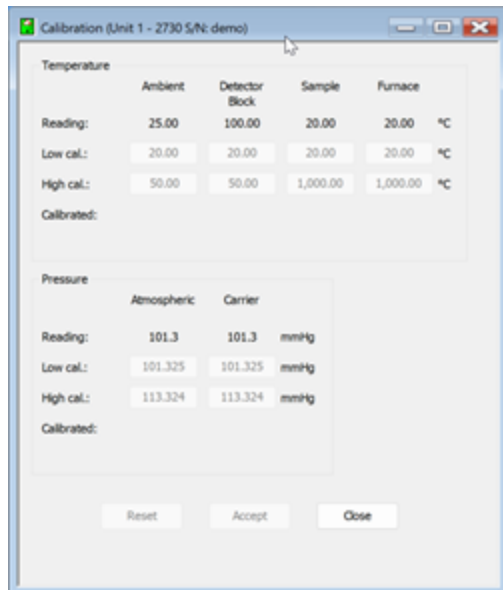 Calibration (Unit 1 - 2730 S/N: demo)
Temperature
Ambient Detector Block Sample Furnace
Reading: 25.00 100.00 20.00 20.00 °C
Low cal.: 20.00 20.00 20.00 20.00 °C
High cal.: 50.00 50.00 1,000.00 1,000.00 °C
Calibrated:
Pressure
Atmospheric Carrier
Reading: 101.3 101.3 mmHg
Low cal.: 101.325 101.325 mmHg
High cal.: 113.324 113.324 mmHg
Calibrated:
Reset Accept Close